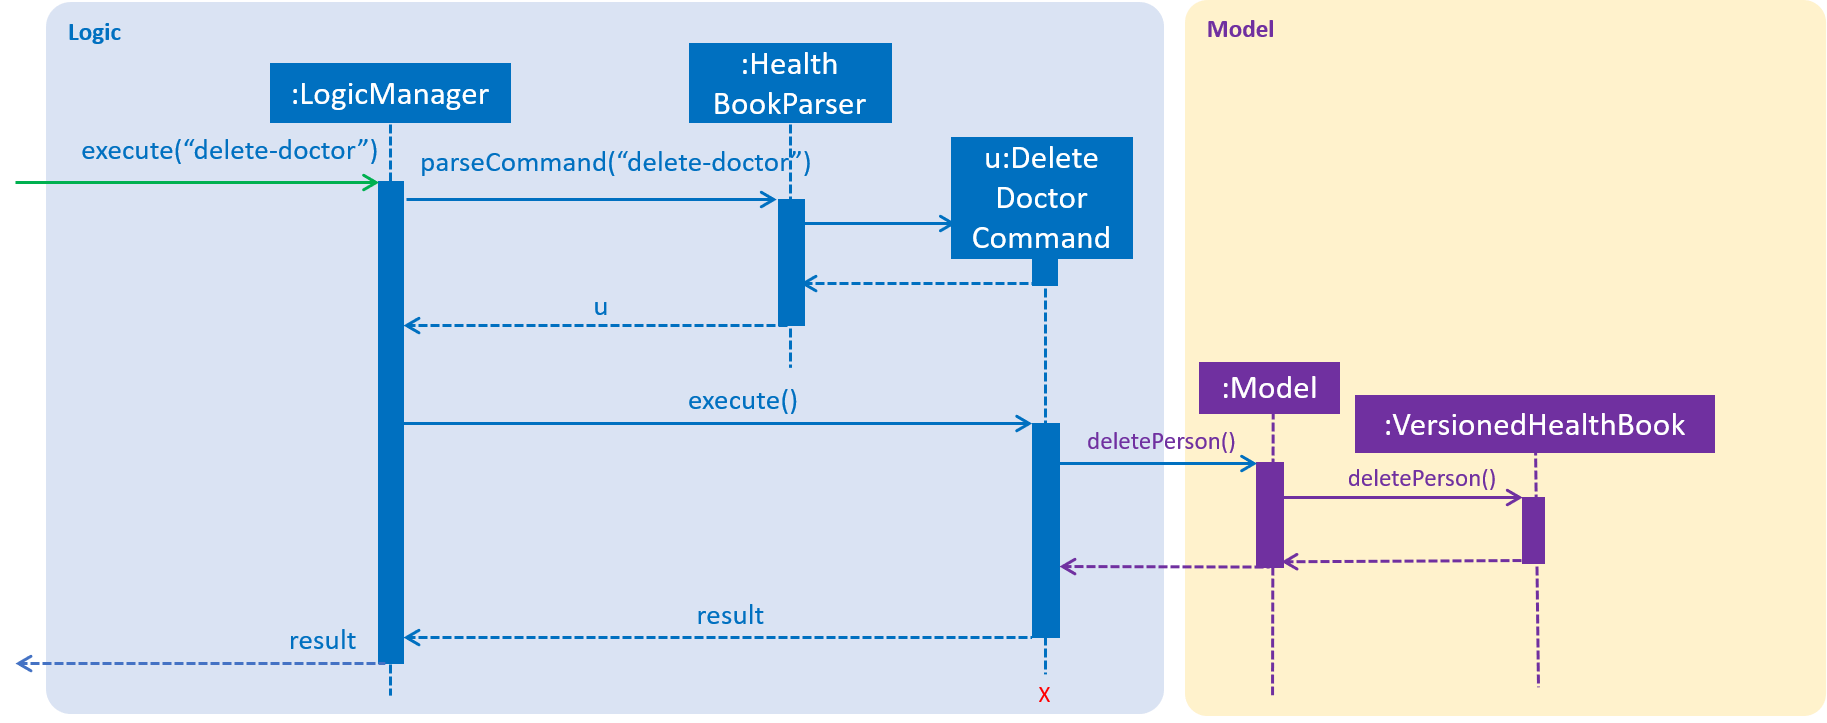 Logic
Model
:LogicManager
:Health
BookParser
execute(“delete-doctor”)
parseCommand(“delete-doctor”)
u:Delete
Doctor
Command
u
execute()
:Model
:VersionedHealthBook
deletePerson()
deletePerson()
result
result
X